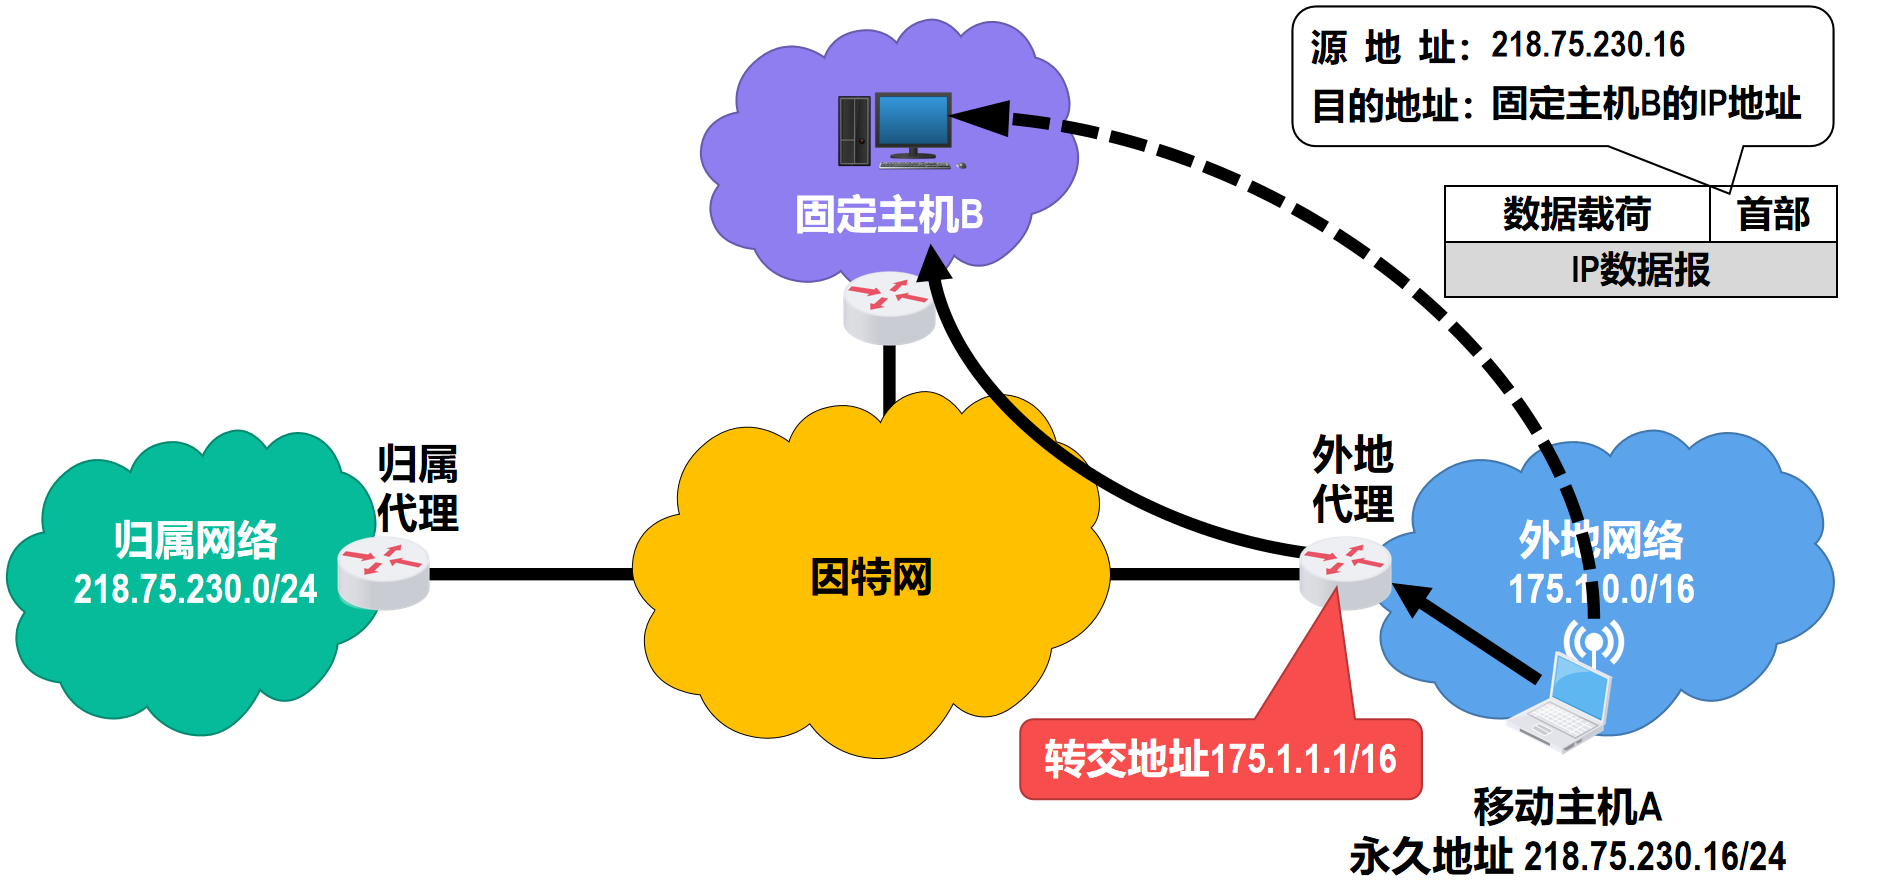 源地址：218.75.230.16
目的地址：固定主机B的IP地址
数据载荷 首部
IP数据报
固定主机B
归属
代理
归属网络
218.75.230.0/24
因特网
外地
代理
外地网络
175.1.0.0/16
转交地址175.1.1.1/16
移动主机A
永久地址 218.75.230.16/24